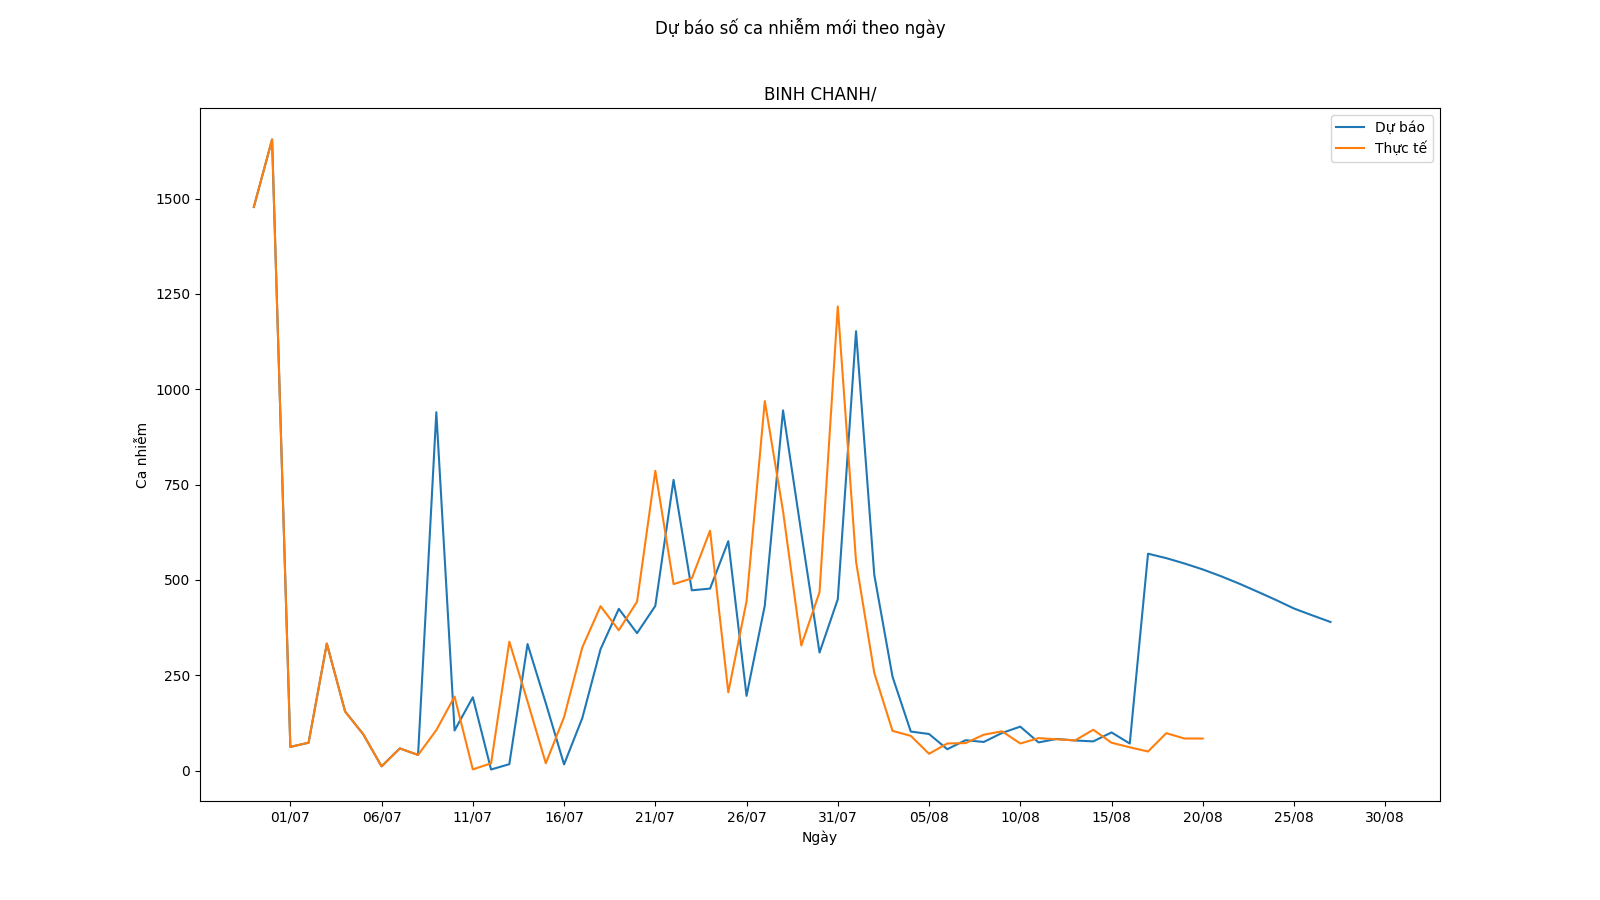 Dự báo số ca nhiễm mới theo ngày
BINH CHANH/
Dự báo
Thực tế
1500
1250
1000
750
500
250
0
Ca nhiễm
01/07 06/07 11/07 16/07 21/07 26/07 31/07 05/08 10/08 15/08 20/08 25/08 30/08
Ngày